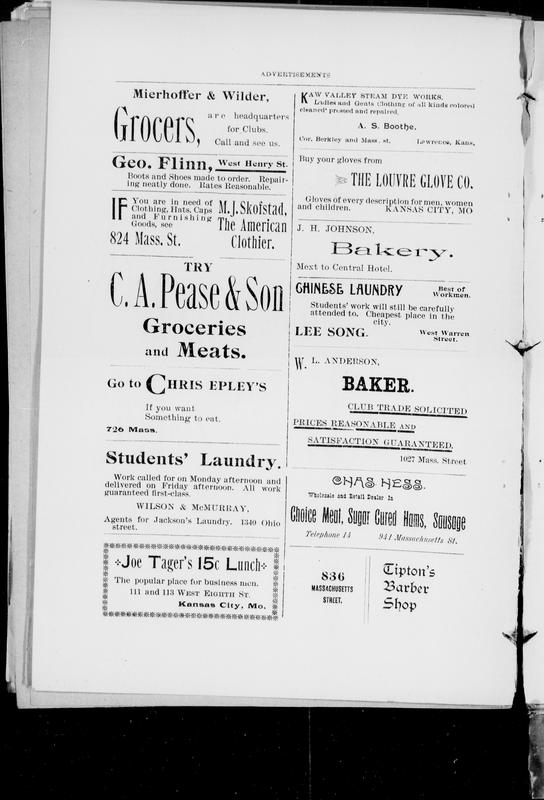 ADVERTISEMENTS
Mierhoffer & Wilder,
Grocers,
are headquarters
for Clubs.
Call and see us.
Geo. Flinn, West Henry St.
Boots and Shoes made to order. Repair-
ing neatly done. Rates Reasonable.
IF You are in need of
Clothing, Hats, Caps
and Furnishing
Goods, see
824 Mass. St.
M. J. Skofstad,
The American
Clothier.
TRY
C. A. Pease & Son
Groceries
and Meats.
Go to CHRIS EPLEY'S
If you want
Something to eat.
726 Mass.
Students' Laundry.
Work called for on Monday afternoon and
delivered on Friday afternoon. All work
guaranteed first-class.
WILSON & McMURRAY,
Agents for Jackson's Laundry. 1340 Ohio
street.
Joe Tager's 15c Lunch
The popular place for business men.
111 and 113 WEST EIGHTH ST.
Kansas City, Mo.
KAW VALLEY STEAM DYE WORKS.
Ladies and Gents Clothing of all kinds colored
cleaned pressed and repaired.
A. S. Boothe.
Cor. Berkley and Mass. st. Lawrence, Kans.
Buy your gloves from
THE LOUVRE GLOVE CO.
Gloves of every description for men, women
and children. KANSAS CITY, MO
J. H. JOHNSON,
Bakery.
Mext to Central Hotel.
CHINESE LAUNDRY Best of
Workmen.
Students' work will still be carefully
attended to. Cheapest place in the
city.
LEE SONG. West Warren
Street.
W. L. ANDERSON,
BAKER.
CLUB TRADE SOLICITED
PRICES REASONABLE AND
SATISFACTION GUARANTEED.
1027 Mass. Street
CHAS HESS.
Wholesale and Retail Dealer In
Choice Meat, Sugar Cured Hams, Sausage
Telephone 14 941 Massachusetts St.
836
MASSACHUSETTS
STREET.
Tipton's
Barber
Shop